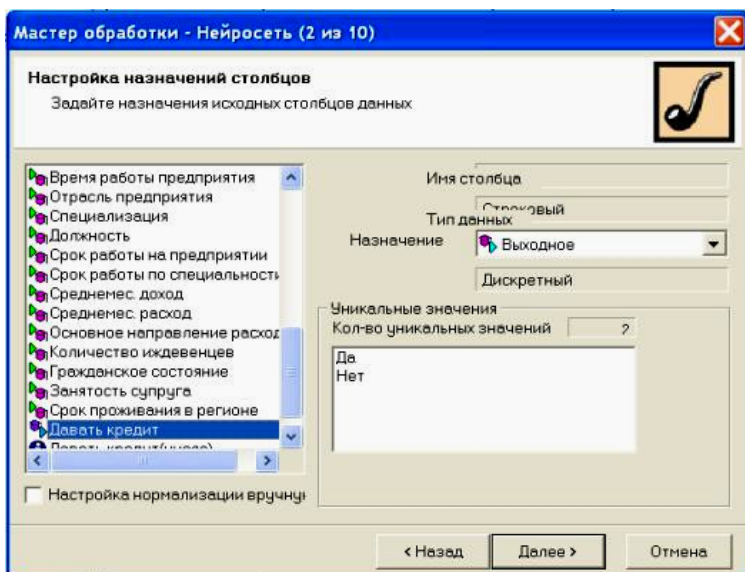 Мастер обработки - Нейросеть (2 из 10)
Настройка назначений столбцов
Задайте назначения исходных столбцов данных
Время работы предприятия
Отрасль предприятия
Специализация
Должность
Срок работы на предприятии
Срок работы по специальности
Среднемес. доход
Среднемес. расход
Основное направление расход
Количество иждевенцев
Гражданское состояние
Занятость супруга
Срок проживания в регионе
Давать кредит
Настройка нормализации вручну
Имя столбца
Строковый
Тип данных
Назначение
Выходное
Дискретный
Уникальные значения
Кол-во уникальных значений 2
Да
Нет
< Назад
Далее >
Отмена